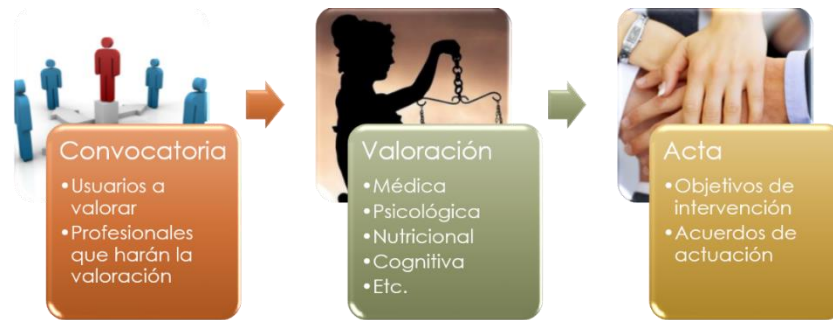 Convocatoria
•Usuarios a
valorar
•Profesionales
que harán la
valoración
Valoración
•Médica
•Psicológica
•Nutricional
•Cognitiva
•Etc.
Acta
•Objetivos de
intervención
•Acuerdos de
actuación